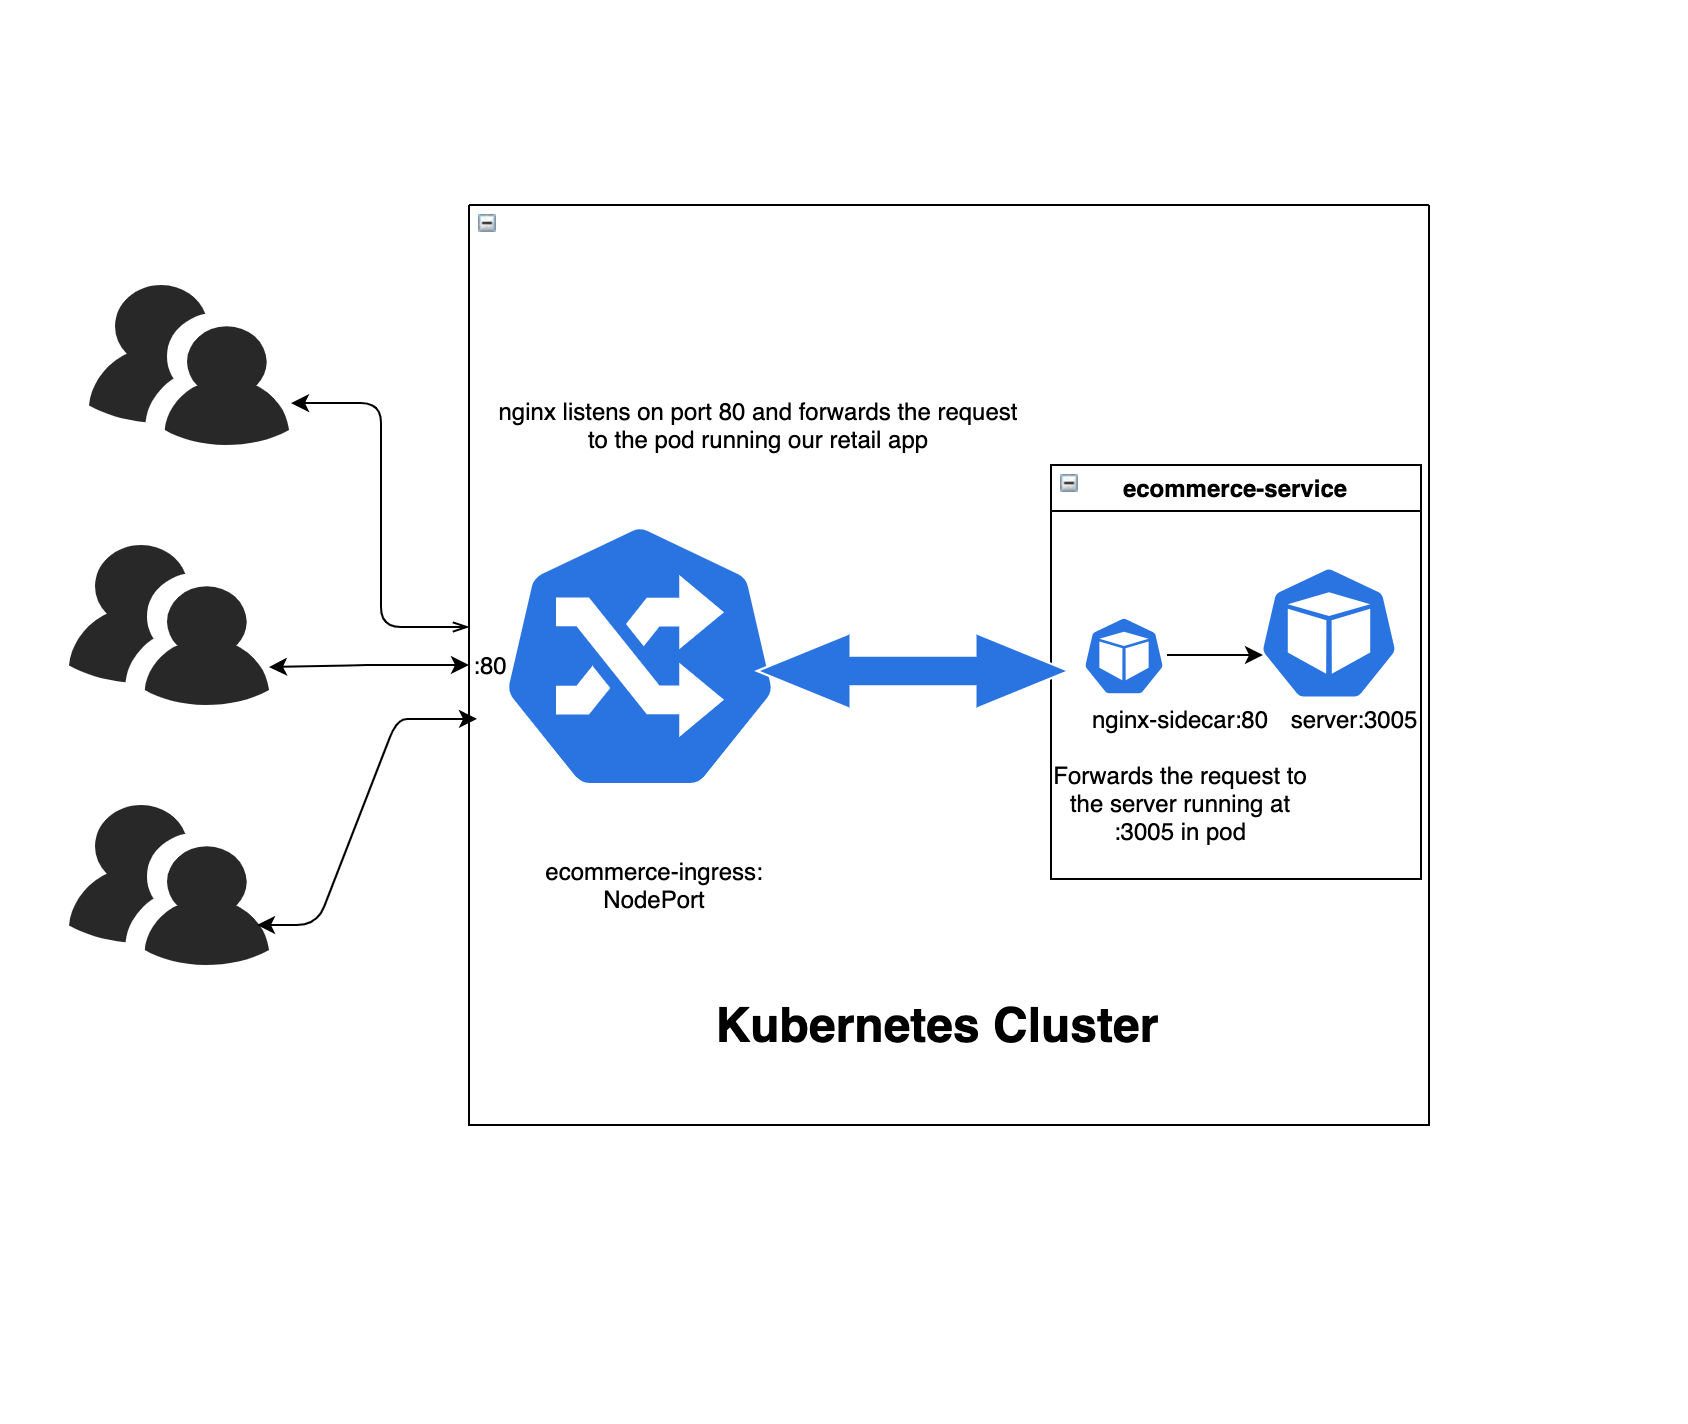 nginx listens on port 80 and forwards the request
to the pod running our retail app
ecommerce-service
:80
nginx-sidecar:80
server:3005
Forwards the request to
the server running at
:3005 in pod
ecommerce-ingress:
NodePort
Kubernetes Cluster